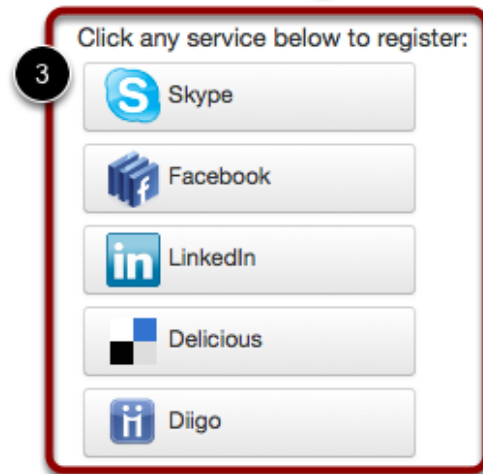 Click any service below to register:
3
Skype
Facebook
LinkedIn
Delicious
Diigo